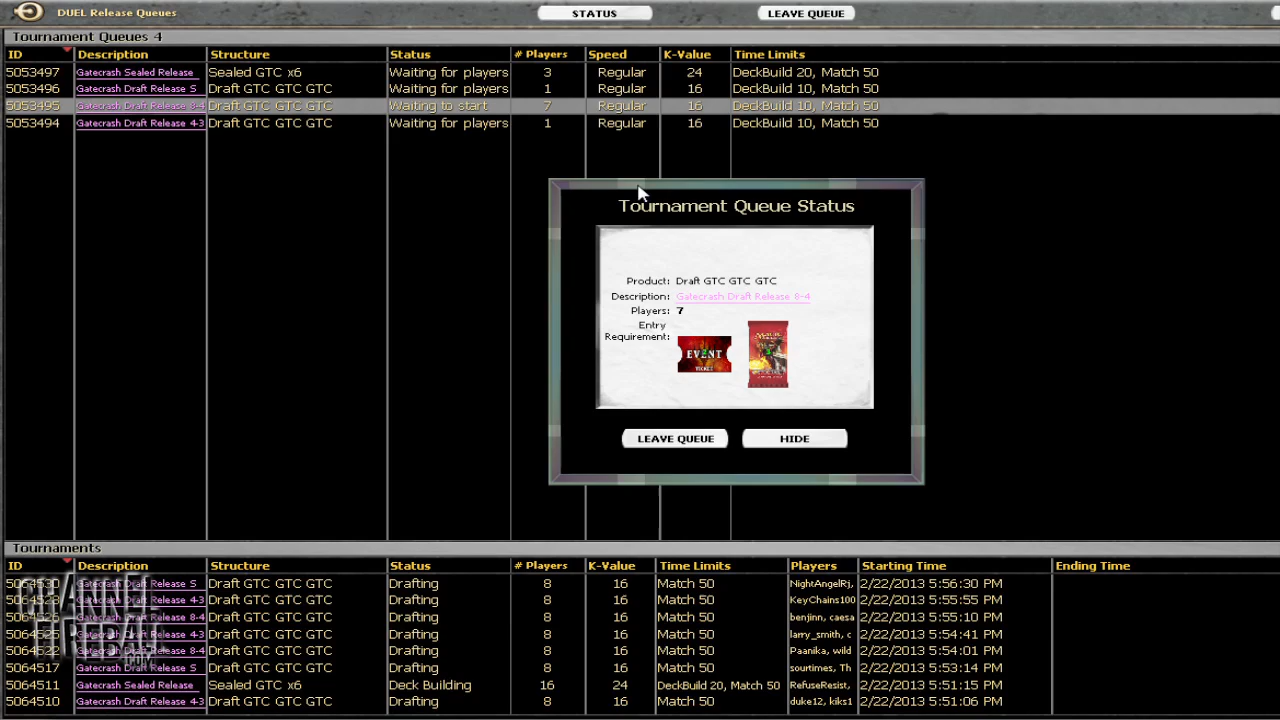 DUEL Release Queues STATUS LEAVE QUEUE
Tournament Queues 4
ID Description Structure Status # Players Speed K-Value Time Limits
5053497 Gatecrash Sealed Release Sealed GTC x6 Waiting for players 3 Regular 24 DeckBuild 20, Match 50
5053496 Gatecrash Draft Release S Draft GTC GTC GTC Waiting for players 1 Regular 16 DeckBuild 10, Match 50
5053495 Gatecrash Draft Release 8-4 Draft GTC GTC GTC Waiting to start 7 Regular 16 DeckBuild 10, Match 50
5053494 Gatecrash Draft Release 4-3 Draft GTC GTC GTC Waiting for players 1 Regular 16 DeckBuild 10, Match 50
Tournament Queue Status
Product: Draft GTC GTC GTC
Description: Gatecrash Draft Release 8-4
Players: 7
Entry
Requirement:
EVENT
TICKET
LEAVE QUEUE HIDE
Tournaments
ID Description Structure Status # Players K-Value Time Limits Players Starting Time Ending Time
5064530 Gatecrash Draft Release S Draft GTC GTC GTC Drafting 8 16 Match 50 NightAngelRj, 2/22/2013 5:56:30 PM
5064528 Gatecrash Draft Release 4-3 Draft GTC GTC GTC Drafting 8 16 Match 50 KeyChains100 2/22/2013 5:55:55 PM
5064526 Gatecrash Draft Release 8-4 Draft GTC GTC GTC Drafting 8 16 Match 50 benjinn, caesa 2/22/2013 5:55:10 PM
5064525 Gatecrash Draft Release 4-3 Draft GTC GTC GTC Drafting 8 16 Match 50 larry_smith, c 2/22/2013 5:54:41 PM
5064522 Gatecrash Draft Release 8-4 Draft GTC GTC GTC Drafting 8 16 Match 50 Paanika, wild 2/22/2013 5:54:01 PM
5064517 Gatecrash Draft Release S Draft GTC GTC GTC Drafting 8 16 Match 50 sourtimes, Th 2/22/2013 5:53:14 PM
5064511 Gatecrash Sealed Release Sealed GTC x6 Deck Building 16 24 DeckBuild 20, Match 50 RefuseResist, 2/22/2013 5:51:15 PM
5064510 Gatecrash Draft Release 4-3 Draft GTC GTC GTC Drafting 8 16 Match 50 duke12, kiks1 2/22/2013 5:51:06 PM
CHANNEL
FIREBALL
.COM